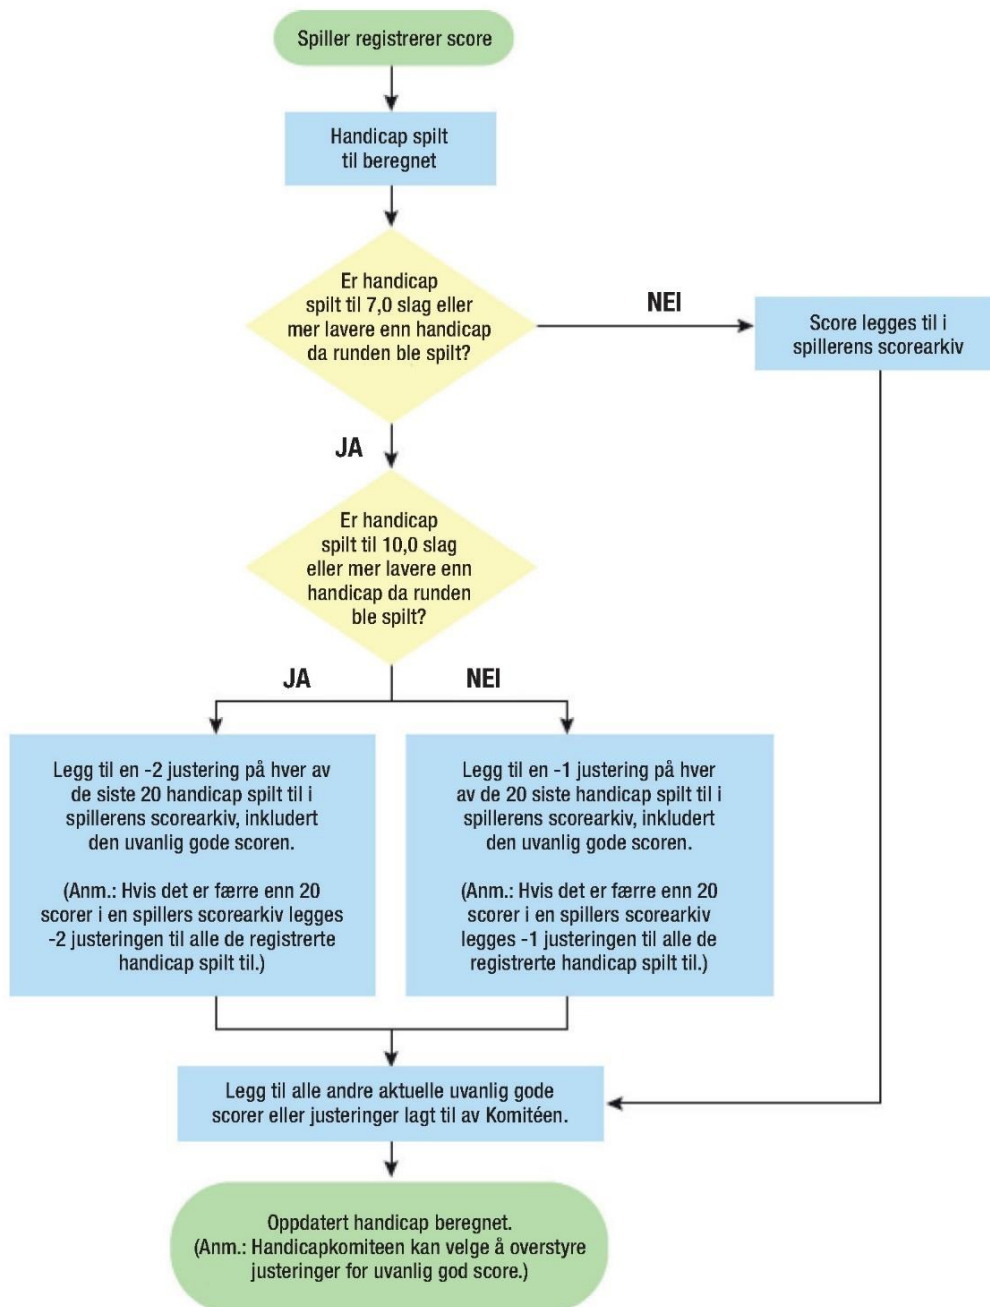 Spiller registrerer score
Handicap spilt
til beregnet
Er handicap
spilt til 7,0 slag eller
mer lavere enn handicap
da runden ble spilt?
NEI
Score legges til i
spillerens scorearkiv
JA
Er handicap
spilt til 10,0 slag
eller mer lavere enn
handicap da runden
ble spilt?
JA
NEI
Legg til en -2 justering på hver av
de siste 20 handicap spilt til i
spillerens scorearkiv, inkludert
den uvanlig gode scoren.
(Anm.: Hvis det er færre enn 20
scorer i en spillers scorearkiv legges
-2 justeringen til alle de registrerte
handicap spilt til.)
Legg til en -1 justering på hver
av de 20 siste handicap spilt til i
spillerens scorearkiv, inkludert
den uvanlig gode scoren.
(Anm.: Hvis det er færre enn 20
scorer i en spillers scorearkiv
legges -1 justeringen til alle de
registrerte handicap spilt til.)
Legg til alle andre aktuelle uvanlig gode
scorer eller justeringer lagt til av Komitéen.
Oppdatert handicap beregnet.
(Anm.: Handicapkomiteen kan velge å overstyre
justeringer for uvanlig god score.)